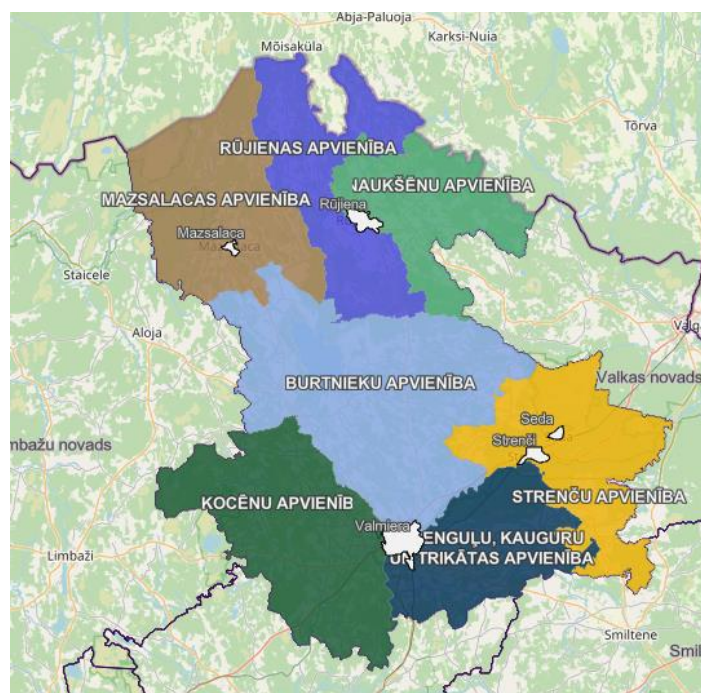 Abja-Paluoja
Karksi-Nuia
Mõisaküla
Tõrva
RŪJIENAS APVIENĪBA
NAUKŠĒNU APVIENĪBA
MAZSALACAS APVIENĪBA
Rūjiena
Mazsalaca
Staicele
Aloja
Valkas novads
BURTNIEKU APVIENĪBA
Seda
mbažu novads
Strenči
STRENČU APVIENĪBA
KOCĒNU APVIENĪB
Valmiera
ENGUĻU, KAUGURU
UN TRIKĀTAS APVIENĪBA
Limbaži
Smiltene
Smil